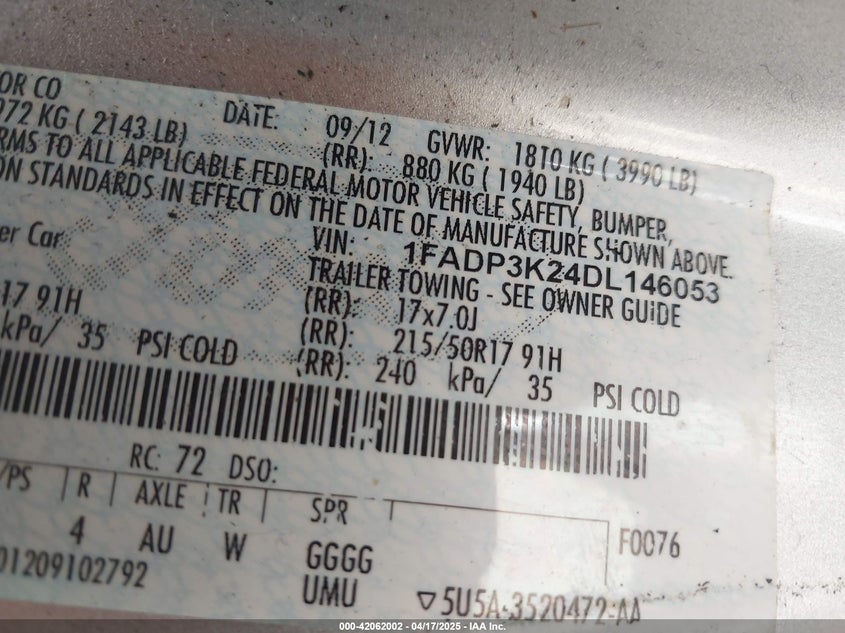 OR CO
DATE: 09/12 GVWR: 1810 KG ( 3990 LB)
972 KG ( 2143 LB) (RR): 880 KG ( 1940 LB)
RMS TO ALL APPLICABLE FEDERAL MOTOR VEHICLE SAFETY, BUMPER,
ON STANDARDS IN EFFECT ON THE DATE OF MANUFACTURE SHOWN ABOVE.
VIN: 1FADP3K24DL146053
er Car TRAILER TOWING - SEE OWNER GUIDE
(RR): 17x7.0J
17 91H (RR): 215/50R17 91H
kPa/ 35 PSI COLD (RR): 240 kPa/ 35 PSI COLD
RC: 72 DSO:
/PS R AXLE TR SPR
4 AU W GGGG F0076
01209102792 UMU ▽5U5A-3520472-AA
000-42062002 - 04/17/2025 - IAA Inc.